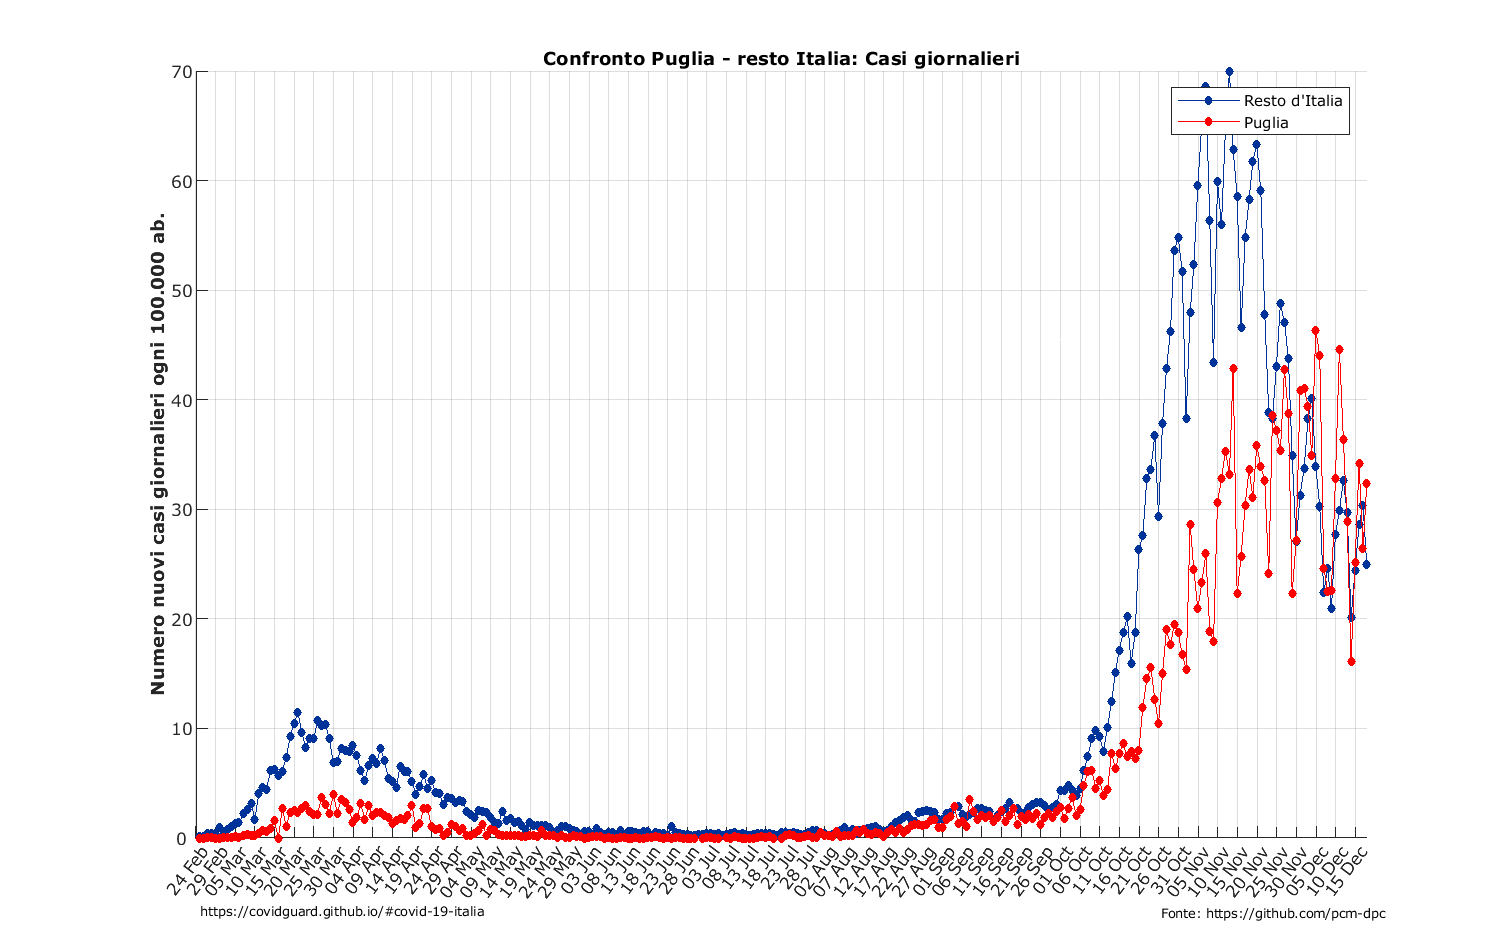 Confronto Puglia - resto Italia: Casi giornalieri
Numero nuovi casi giornalieri ogni 100.000 ab.
70
60
50
40
30
20
10
0
Resto d'Italia
Puglia
24 Feb
29 Feb
05 Mar
10 Mar
15 Mar
20 Mar
25 Mar
30 Mar
04 Apr
09 Apr
14 Apr
19 Apr
24 Apr
29 Apr
04 May
09 May
14 May
19 May
24 May
29 May
03 Jun
08 Jun
13 Jun
18 Jun
23 Jun
28 Jun
03 Jul
08 Jul
13 Jul
18 Jul
23 Jul
28 Jul
02 Aug
07 Aug
12 Aug
17 Aug
22 Aug
27 Aug
01 Sep
06 Sep
11 Sep
16 Sep
21 Sep
26 Sep
01 Oct
06 Oct
11 Oct
16 Oct
21 Oct
26 Oct
31 Oct
05 Nov
10 Nov
15 Nov
20 Nov
25 Nov
30 Nov
05 Dec
10 Dec
15 Dec
https://covidguard.github.io/#covid-19-italia
Fonte: https://github.com/pcm-dpc